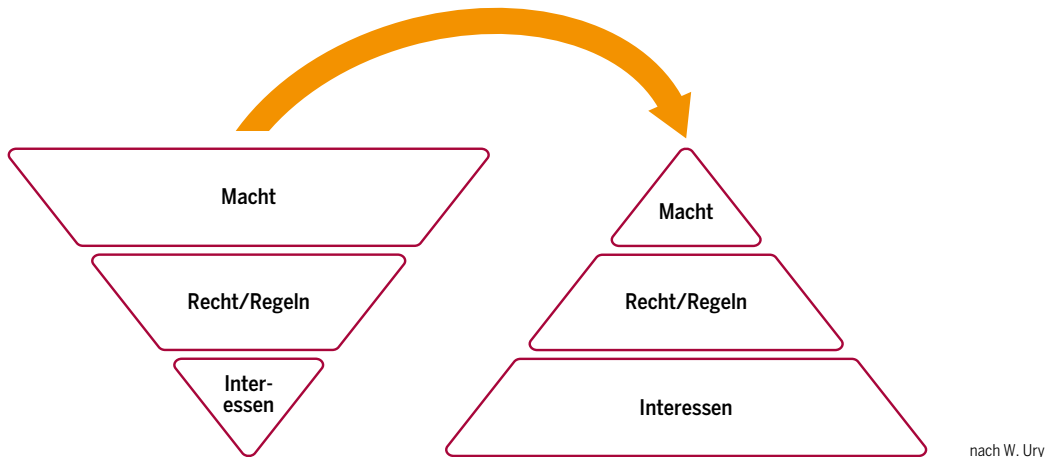 Macht
Recht/Regeln
Inter-
essen
Macht
Recht/Regeln
Interessen
nach W. Ury